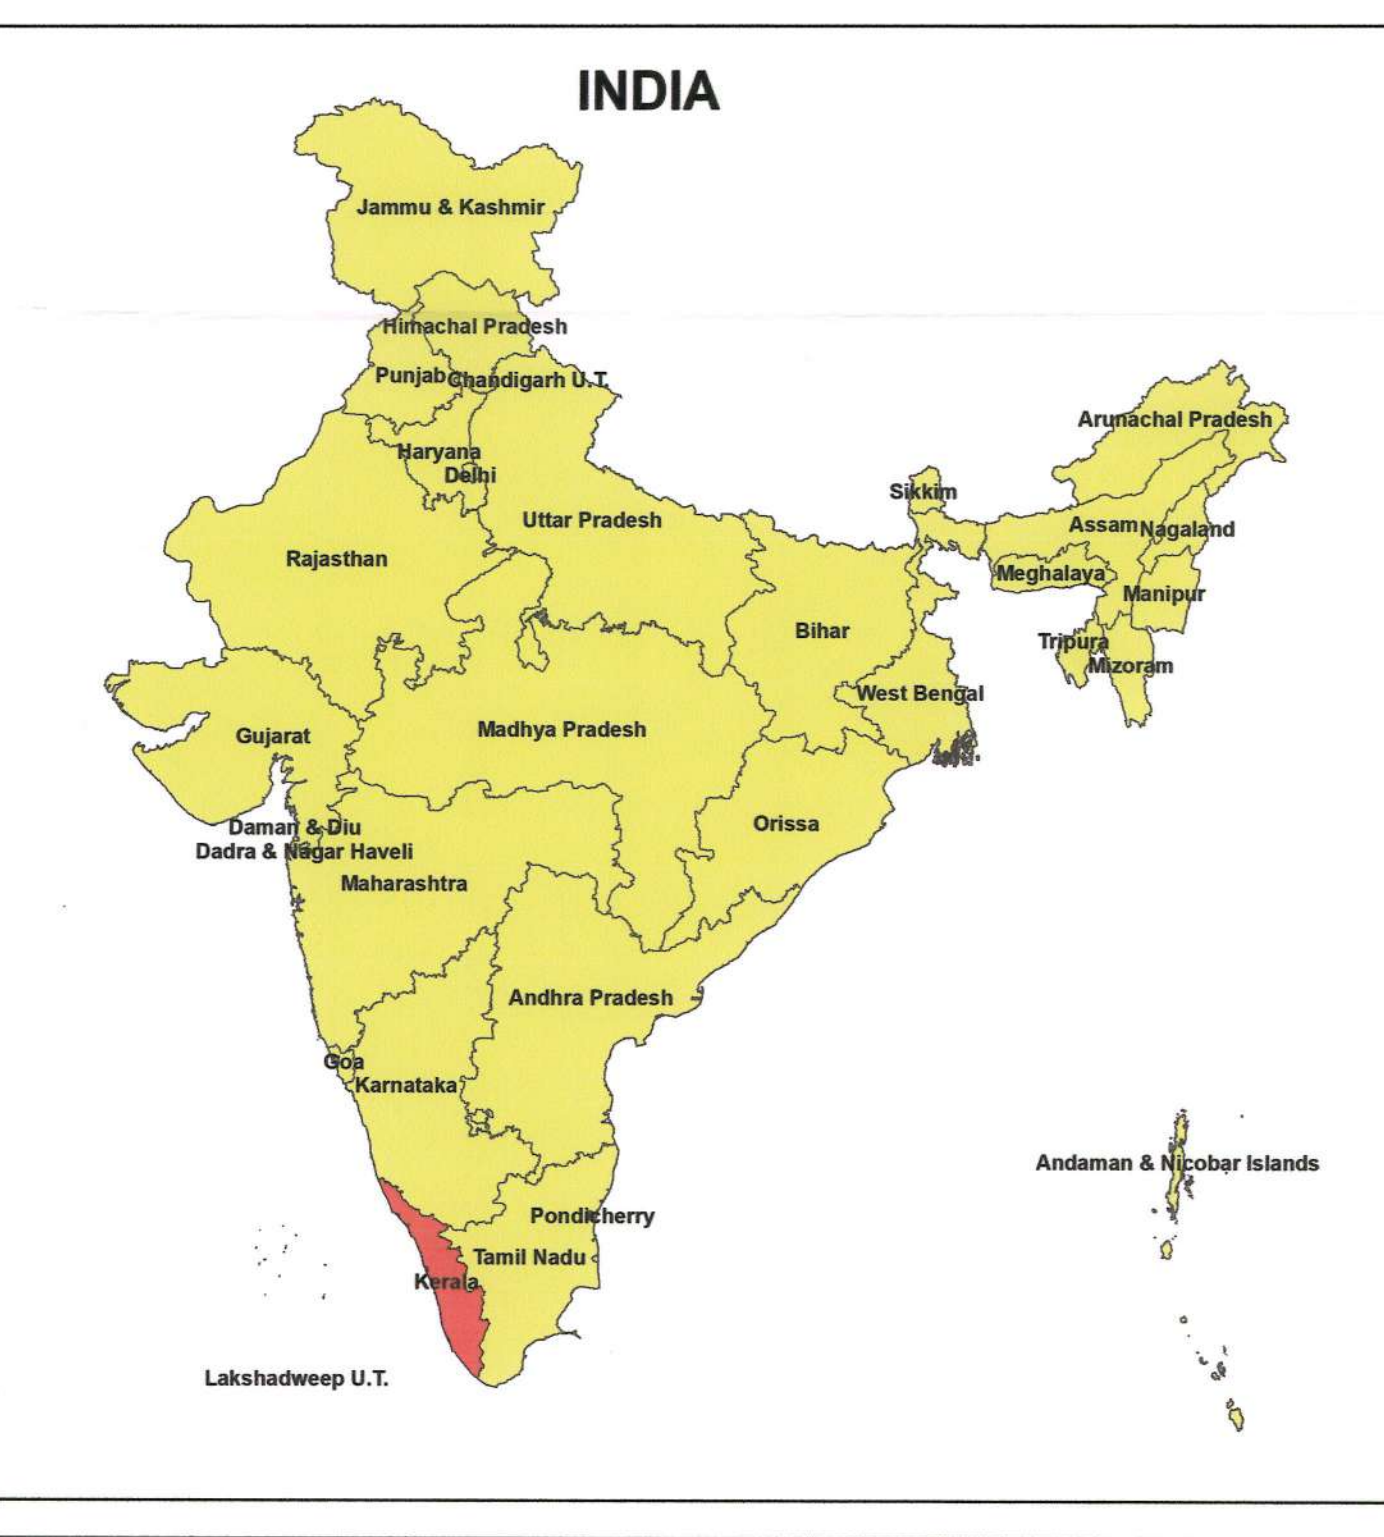 INDIA
Jammu & Kashmir
Himachal Pradesh
Punjab
Chandigarh U.T.
Arunachal Pradesh
Haryana
Delhi
Sikkim
Uttar Pradesh
Assam
Nagaland
Rajasthan
Meghalaya
Manipur
Bihar
Tripura
Mizoram
West Bengal
Madhya Pradesh
Gujarat
Orissa
Daman & Diu
Dadra & Nagar Haveli
Maharashtra
Andhra Pradesh
Goa
Karnataka
Andaman & Nicobar Islands
Pondicherry
Tamil Nadu
Kerala
Lakshadweep U.T.